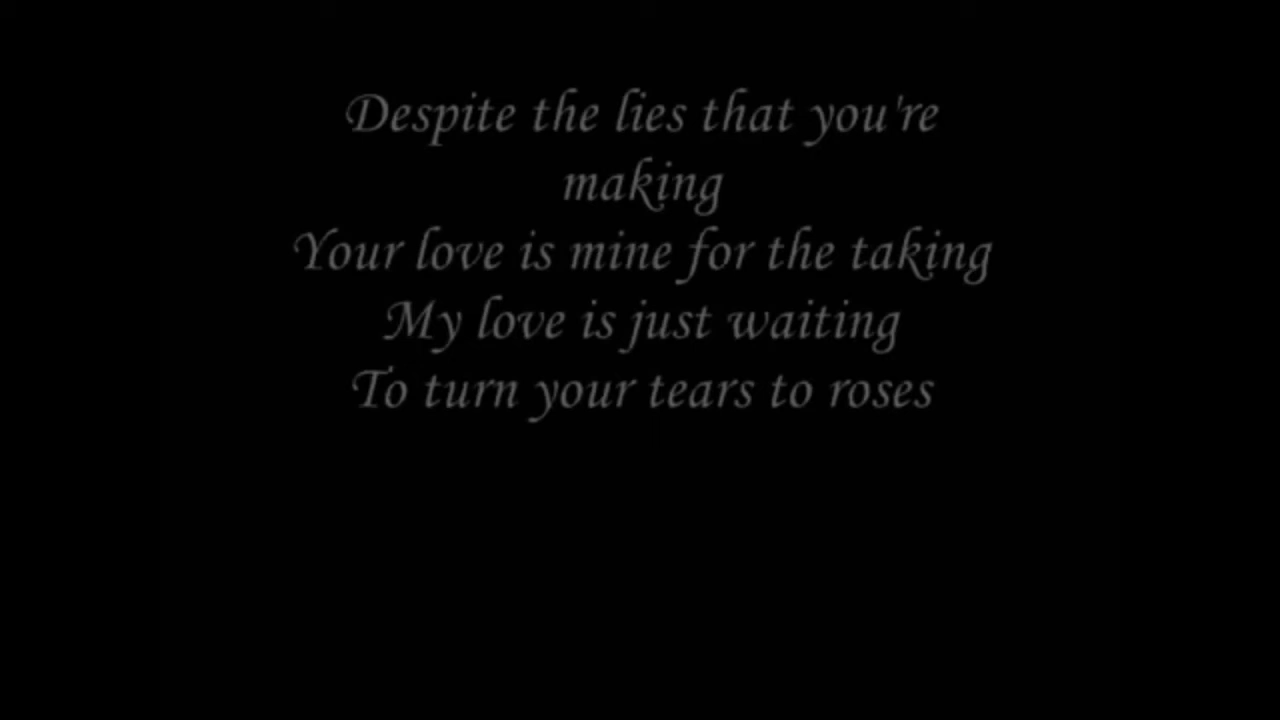 Despite the lies that you're
making
Your love is mine for the taking
My love is just waiting
To turn your tears to roses